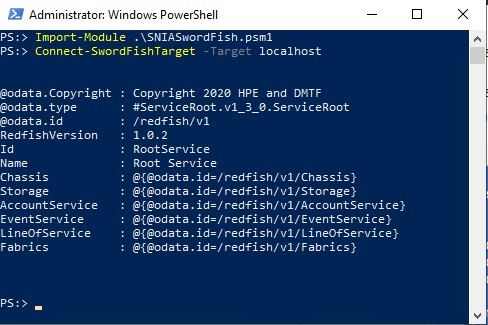 Administrator: Windows PowerShell
PS:> Import-Module .\SNIASwordFish.psm1
PS:> Connect-SwordFishTarget -Target localhost
@odata.Copyright : Copyright 2020 HPE and DMTF
@odata.type : #ServiceRoot.v1_3_0.ServiceRoot
@odata.id : /redfish/v1
RedfishVersion : 1.0.2
Id : RootService
Name : Root Service
Chassis : @{@odata.id=/redfish/v1/Chassis}
Storage : @{@odata.id=/redfish/v1/Storage}
AccountService : @{@odata.id=/redfish/v1/AccountService}
EventService : @{@odata.id=/redfish/v1/EventService}
LineOfService : @{@odata.id=/redfish/v1/LineOfService}
Fabrics : @{@odata.id=/redfish/v1/Fabrics}
PS:>